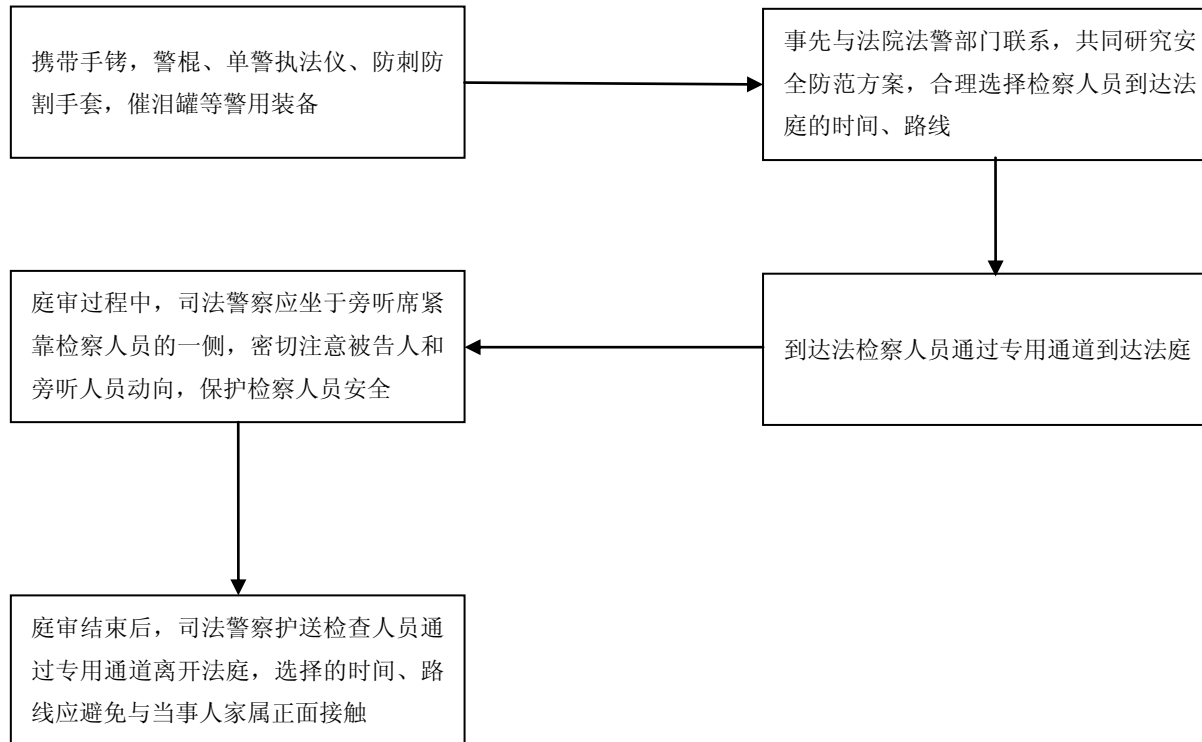 携带手铐，警棍、单警执法仪、防刺防
割手套，催泪罐等警用装备
事先与法院法警部门联系，共同研究安
全防范方案，合理选择检察人员到达法
庭的时间、路线
到达法检察人员通过专用通道到达法庭
庭审过程中，司法警察应坐于旁听席紧
靠检察人员的一侧，密切注意被告人和
旁听人员动向，保护检察人员安全
庭审结束后，司法警察护送检查人员通
过专用通道离开法庭，选择的时间、路
线应避免与当事人家属正面接触